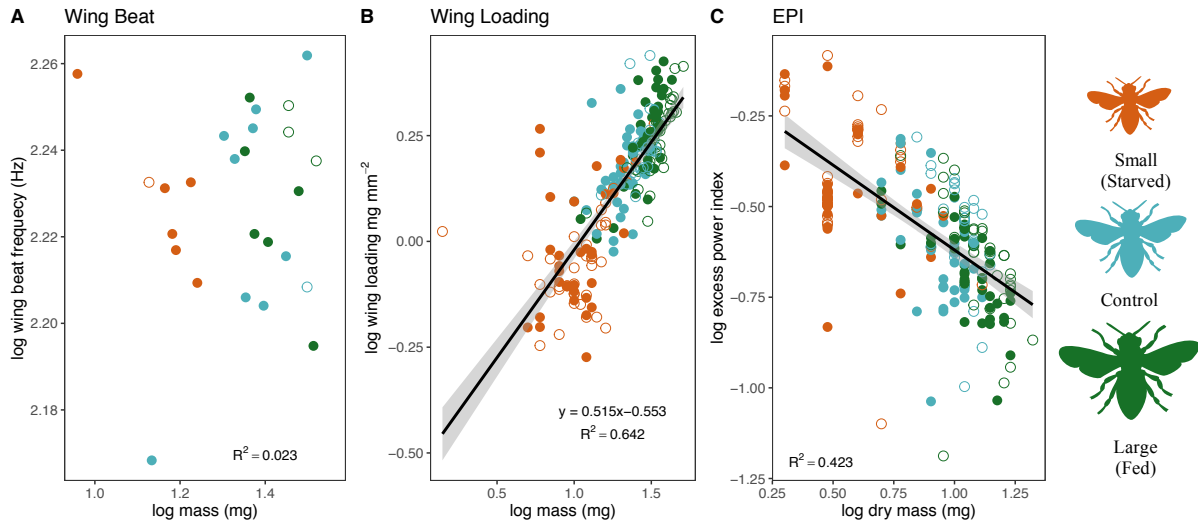 A Wing Beat
log wing beat frequecy (Hz)
2.26
2.24
2.22
2.20
2.18
R² = 0.023
1.0 1.2 1.4
log mass (mg)
B Wing Loading
log wing loading mg mm⁻²
0.25
0.00
−0.25
−0.50
y = 0.515x−0.553
R² = 0.642
0.5 1.0 1.5
log mass (mg)
C EPI
log excess power index
−0.25
−0.50
−0.75
−1.00
−1.25
R² = 0.423
0.25 0.50 0.75 1.00 1.25
log dry mass (mg)
Small
(Starved)
Control
Large
(Fed)